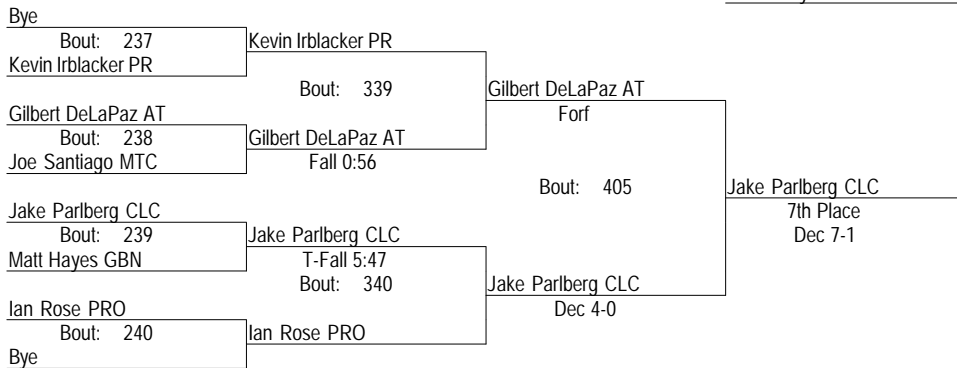 Bye
Bout: 237
Kevin Irblacker PR
Kevin Irblacker PR
Bout: 339
Gilbert DeLaPaz AT
Forf
Gilbert DeLaPaz AT
Bout: 238
Joe Santiago MTC
Gilbert DeLaPaz AT
Fall 0:56
Bout: 405
Jake Parlberg CLC
7th Place
Dec 7-1
Jake Parlberg CLC
Bout: 239
Matt Hayes GBN
Jake Parlberg CLC
T-Fall 5:47
Bout: 340
Jake Parlberg CLC
Dec 4-0
Ian Rose PRO
Bout: 240
Bye
Ian Rose PRO